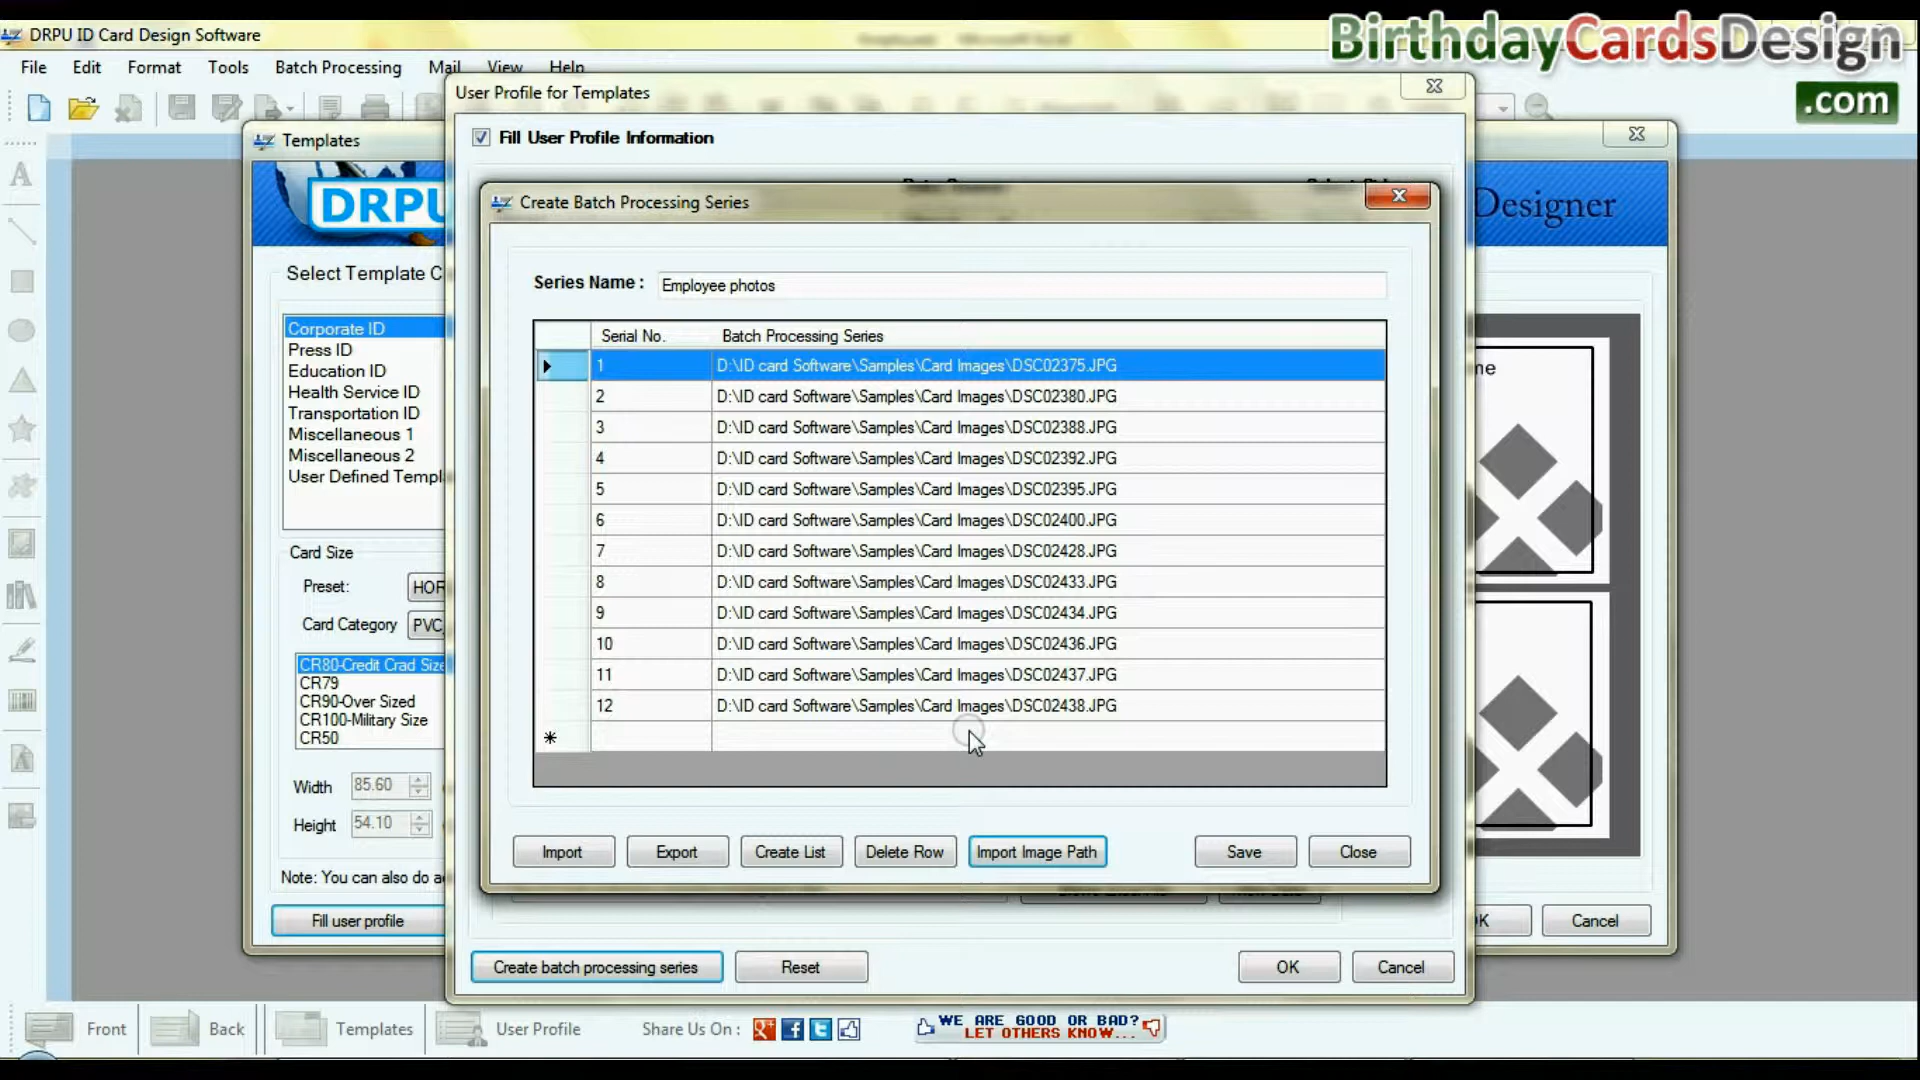 DRPU ID Card Design Software
BirthdayCardsDesign
.com
File Edit Format Tools Batch Processing Mail View Help
User Profile for Templates
Templates
Fill User Profile Information
DRPU
Designer
Create Batch Processing Series
Select Template C
Series Name : Employee photos
Corporate ID
Press ID
Education ID
Health Service ID
Transportation ID
Miscellaneous 1
Miscellaneous 2
User Defined Templ
Serial No. Batch Processing Series
1 D:\ID card Software\Samples\Card Images\DSC02375.JPG
2 D:\ID card Software\Samples\Card Images\DSC02380.JPG
3 D:\ID card Software\Samples\Card Images\DSC02388.JPG
4 D:\ID card Software\Samples\Card Images\DSC02392.JPG
5 D:\ID card Software\Samples\Card Images\DSC02395.JPG
6 D:\ID card Software\Samples\Card Images\DSC02400.JPG
7 D:\ID card Software\Samples\Card Images\DSC02428.JPG
8 D:\ID card Software\Samples\Card Images\DSC02433.JPG
9 D:\ID card Software\Samples\Card Images\DSC02434.JPG
10 D:\ID card Software\Samples\Card Images\DSC02436.JPG
11 D:\ID card Software\Samples\Card Images\DSC02437.JPG
12 D:\ID card Software\Samples\Card Images\DSC02438.JPG
me
Card Size
Preset: HOR
Card Category PVC
CR80-Credit Crad Size
CR79
CR90-Over Sized
CR100-Military Size
CR50
Width 85.60
Height 54.10
Import Export Create List Delete Row Import Image Path Save Close
Note: You can also do a
Fill user profile
OK Cancel
Create batch processing series Reset OK Cancel
Front Back Templates User Profile Share Us On :
WE ARE GOOD OR BAD?
LET OTHERS KNOW...